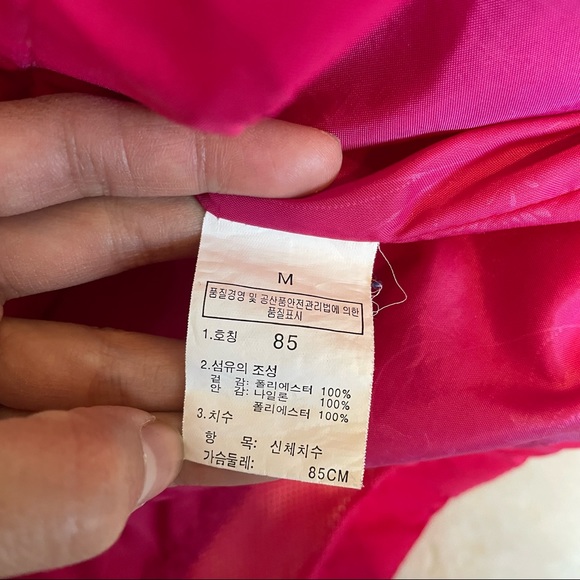 M
품질경영 및 공산품안전관리법에 의한
품질표시
1.호칭 85
2.섬유의 조성
겉 감: 폴리에스터 100%
안 감: 나일론 100%
폴리에스터 100%
3.치수
항 목: 신체치수
가슴둘레: 85CM